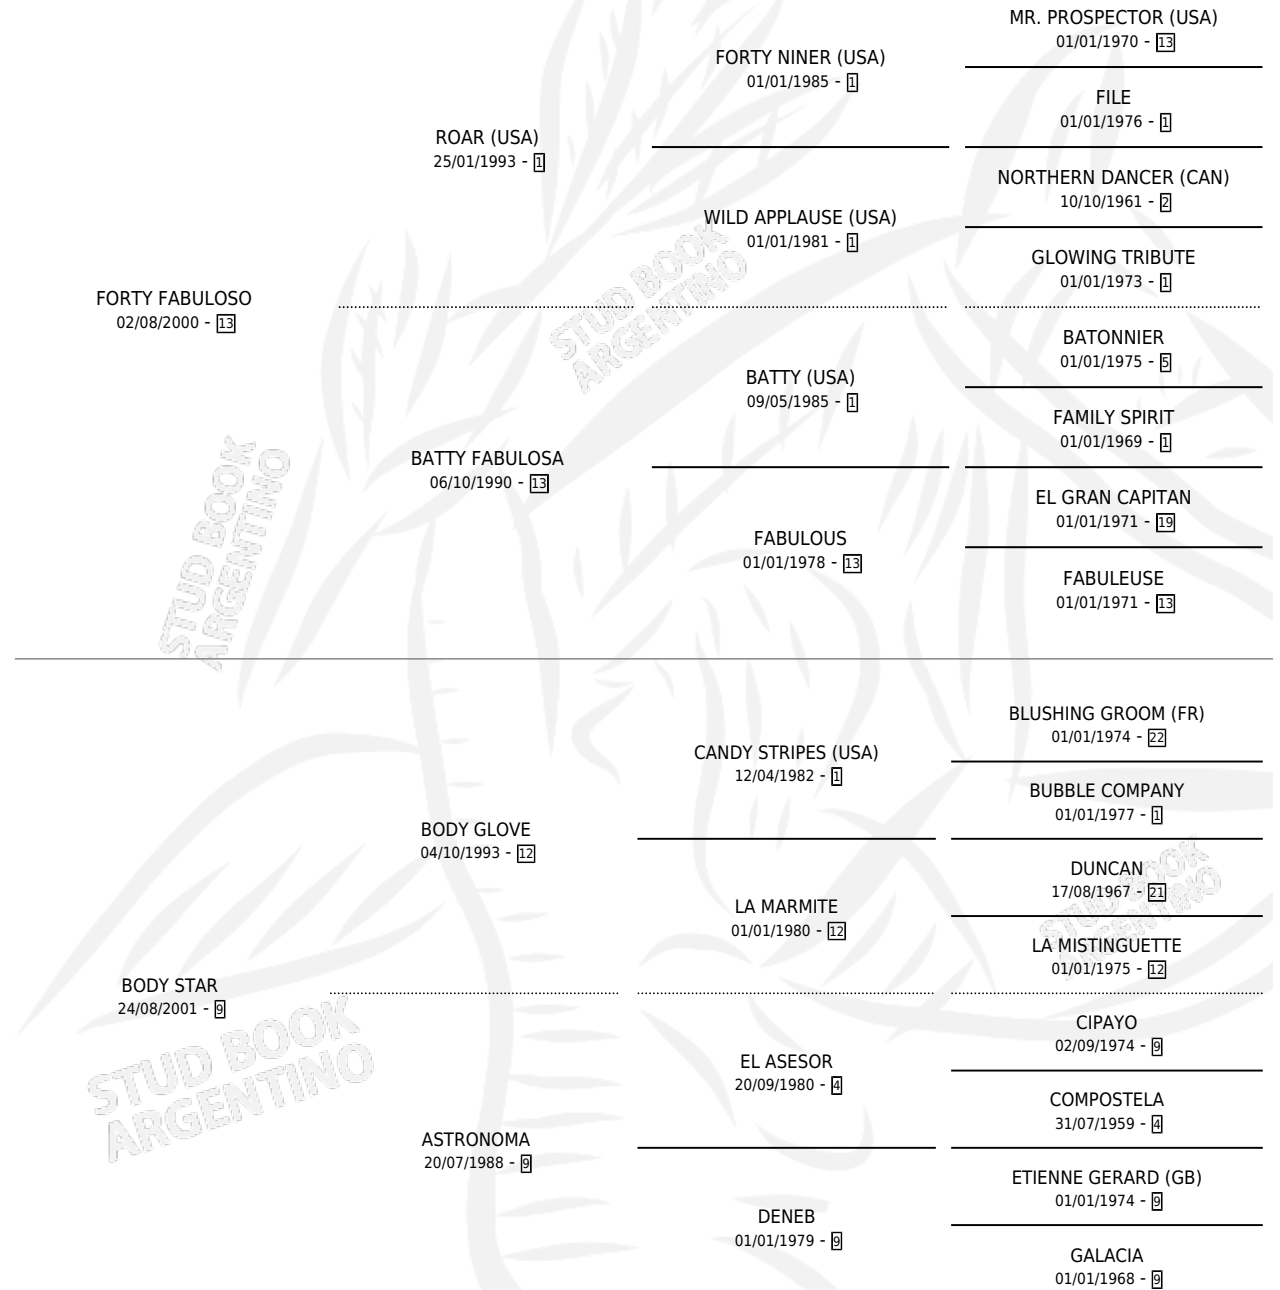 MR. PROSPECTOR (USA)
01/01/1970 - 13
FORTY NINER (USA)
01/01/1985 - 1
FILE
01/01/1976 - 1
ROAR (USA)
25/01/1993 - 1
NORTHERN DANCER (CAN)
10/10/1961 - 2
WILD APPLAUSE (USA)
01/01/1981 - 1
GLOWING TRIBUTE
01/01/1973 - 1
FORTY FABULOSO
02/08/2000 - 13
BATONNIER
01/01/1975 - 5
BATTY (USA)
09/05/1985 - 1
FAMILY SPIRIT
01/01/1969 - 1
BATTY FABULOSA
06/10/1990 - 13
EL GRAN CAPITAN
01/01/1971 - 19
FABULOUS
01/01/1978 - 13
FABULEUSE
01/01/1971 - 13
BLUSHING GROOM (FR)
01/01/1974 - 22
CANDY STRIPES (USA)
12/04/1982 - 1
BUBBLE COMPANY
01/01/1977 - 1
BODY GLOVE
04/10/1993 - 12
DUNCAN
17/08/1967 - 21
LA MARMITE
01/01/1980 - 12
LA MISTINGUETTE
01/01/1975 - 12
BODY STAR
24/08/2001 - 9
CIPAYO
02/09/1974 - 9
EL ASESOR
20/09/1980 - 4
COMPOSTELA
31/07/1959 - 4
ASTRONOMA
20/07/1988 - 9
ETIENNE GERARD (GB)
01/01/1974 - 9
DENEB
01/01/1979 - 9
GALACIA
01/01/1968 - 9
STUD BOOK
ARGENTINO
STUD BOOK
ARGENTINO
STUD BOOK
ARGENTINO
STUD BOOK
ARGENTINO